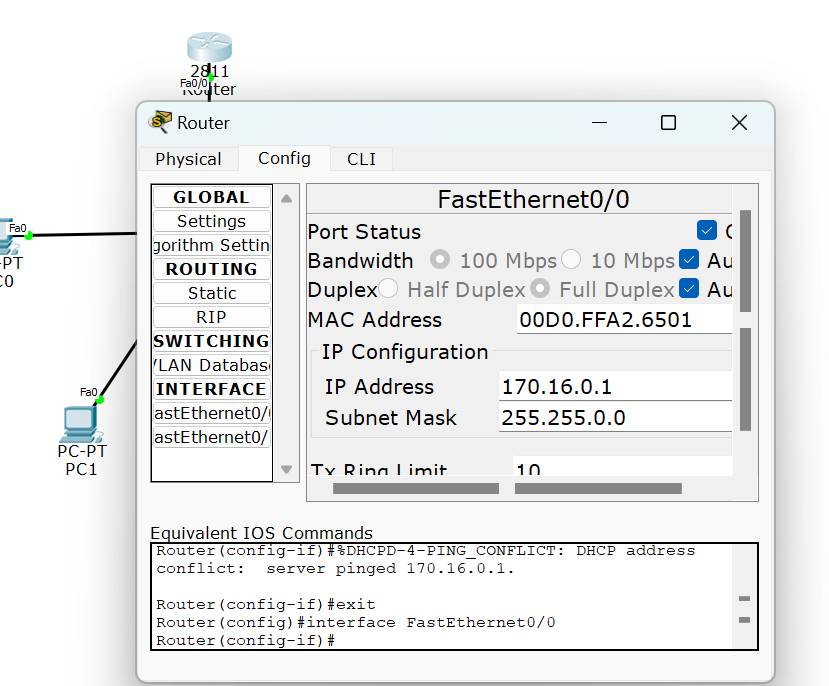 2811
Fa0/0
Router
Router
Physical
Config
CLI
GLOBAL
Settings
gorithm Settin
ROUTING
Static
RIP
SWITCHING
VLAN Databas
INTERFACE
astEthernet0/
astEthernet0/
FastEthernet0/0
Port Status
Bandwidth 100 Mbps 10 Mbps Au
Duplex Half Duplex Full Duplex Au
MAC Address 00D0.FFA2.6501
IP Configuration
IP Address 170.16.0.1
Subnet Mask 255.255.0.0
Tx Ring Limit 10
Equivalent IOS Commands
Router(config-if)#%DHCPD-4-PING_CONFLICT: DHCP address
conflict:  server pinged 170.16.0.1.
Router(config-if)#exit
Router(config)#interface FastEthernet0/0
Router(config-if)#
Fa0
-PT
C0
Fa0
PC-PT
PC1